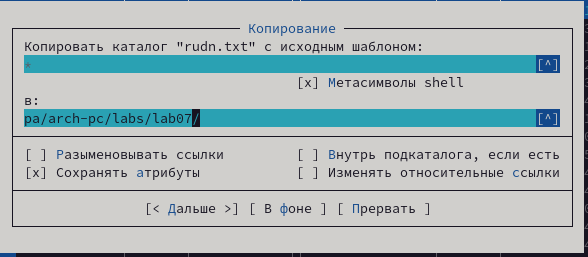 Копирование
Копировать каталог "rudn.txt" с исходным шаблоном:
* [^]
[x] Метасимволы shell
в:
pa/arch-pc/labs/lab07/ [^]
[ ] Разыменовывать ссылки [ ] Внутрь подкаталога, если есть
[x] Сохранять атрибуты [ ] Изменять относительные ссылки
[< Дальше >] [ В фоне ] [ Прервать ]